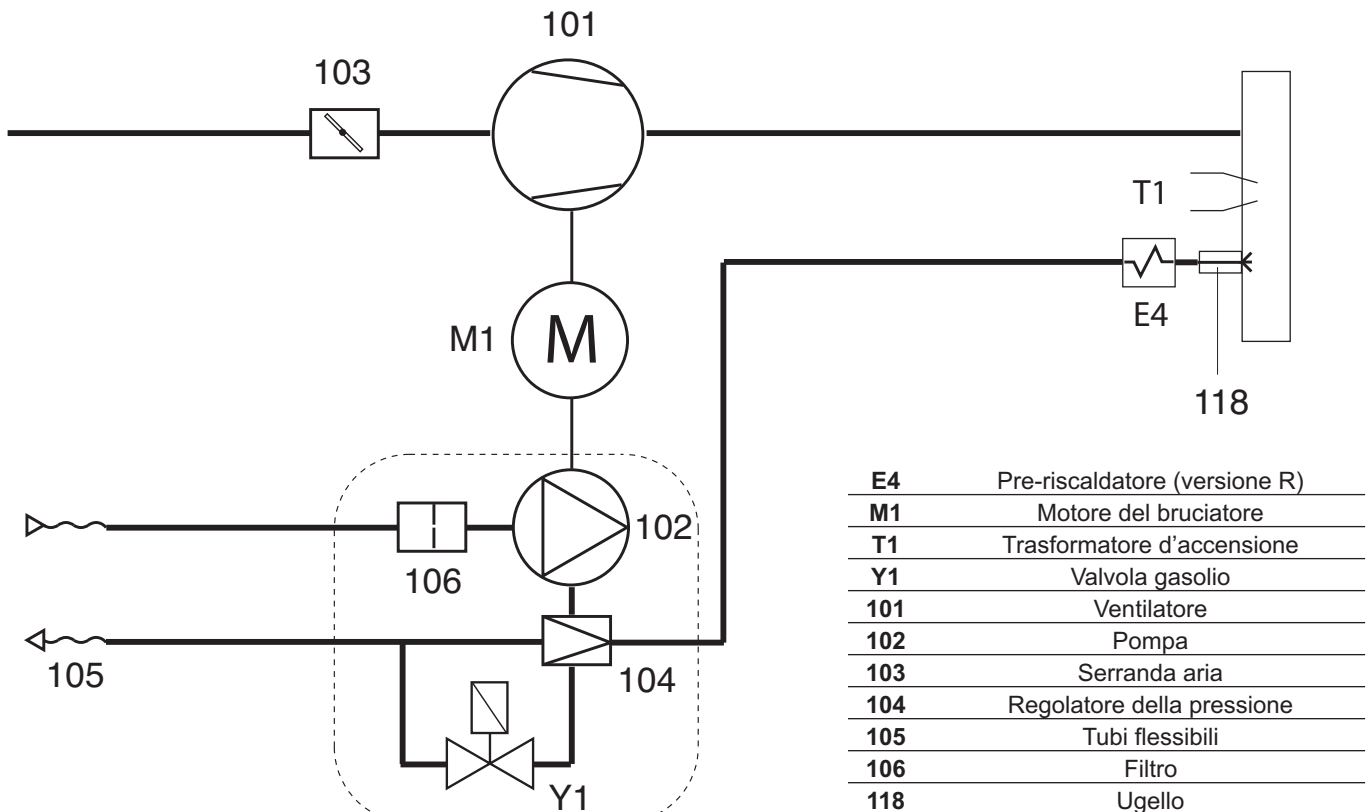 101
103
T1
E4
M1
M
118
102
106
105
104
Y1
E4 Pre-riscaldatore (versione R)
M1 Motore del bruciatore
T1 Trasformatore d'accensione
Y1 Valvola gasolio
101 Ventilatore
102 Pompa
103 Serranda aria
104 Regolatore della pressione
105 Tubi flessibili
106 Filtro
118 Ugello